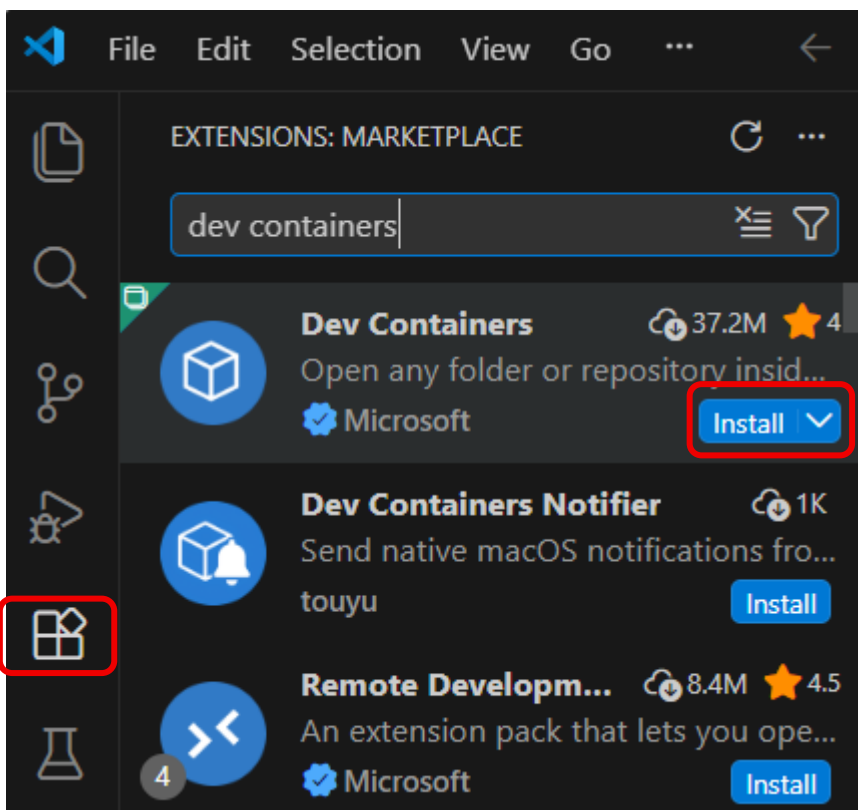 File Edit Selection View Go ···
EXTENSIONS: MARKETPLACE
dev containers
Dev Containers 37.2M 4
Open any folder or repository insid...
Microsoft Install
Dev Containers Notifier 1K
Send native macOS notifications fro...
touyu Install
Remote Developm... 8.4M 4.5
An extension pack that lets you ope...
4 Microsoft Install